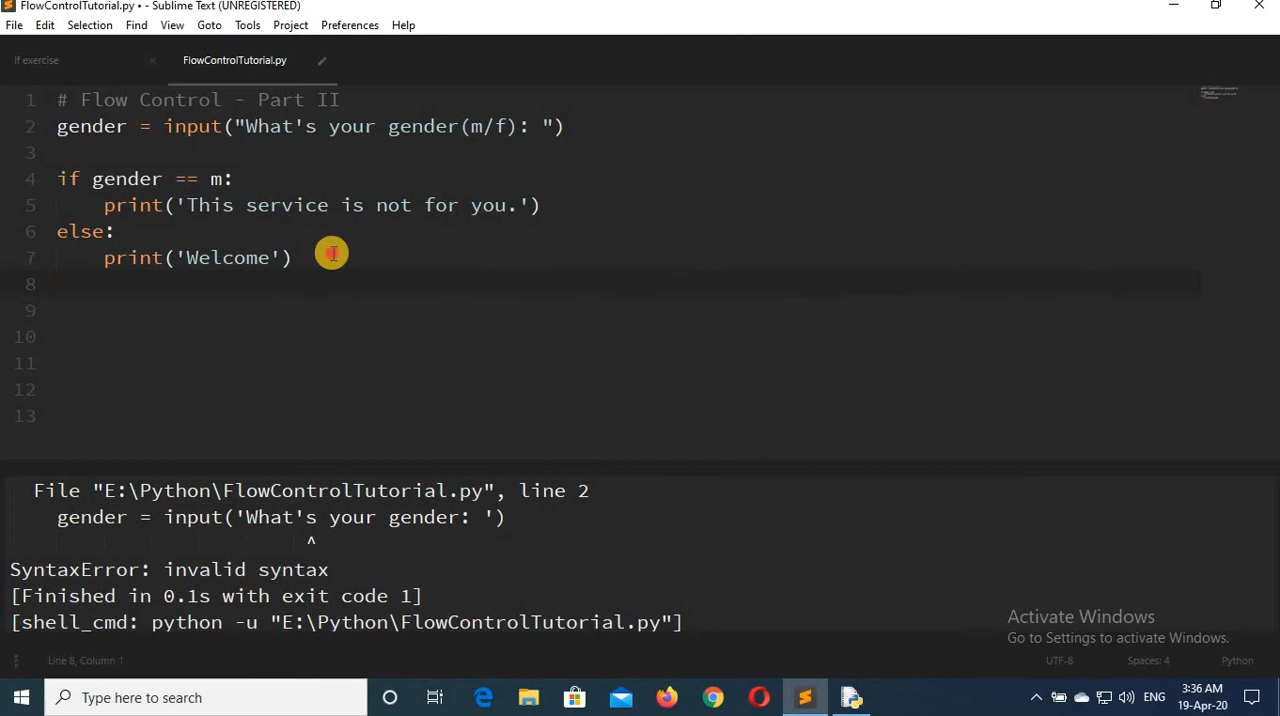 FlowControlTutorial.py • - Sublime Text (UNREGISTERED)
File Edit Selection Find View Goto Tools Project Preferences Help
if exercise FlowControlTutorial.py
1 # Flow Control - Part II
2 gender = input("What's your gender(m/f): ")
3
4 if gender == m:
5 print('This service is not for you.')
6 else:
7 print('Welcome')
8
9
10
11
12
13
File "E:\Python\FlowControlTutorial.py", line 2
gender = input('What's your gender: ')
^
SyntaxError: invalid syntax
[Finished in 0.1s with exit code 1]
[shell_cmd: python -u "E:\Python\FlowControlTutorial.py"]
Activate Windows
Go to Settings to activate Windows.
Line 8, Column 1 UTF-8 Spaces: 4 Python
Type here to search ENG 3:36 AM
19-Apr-20